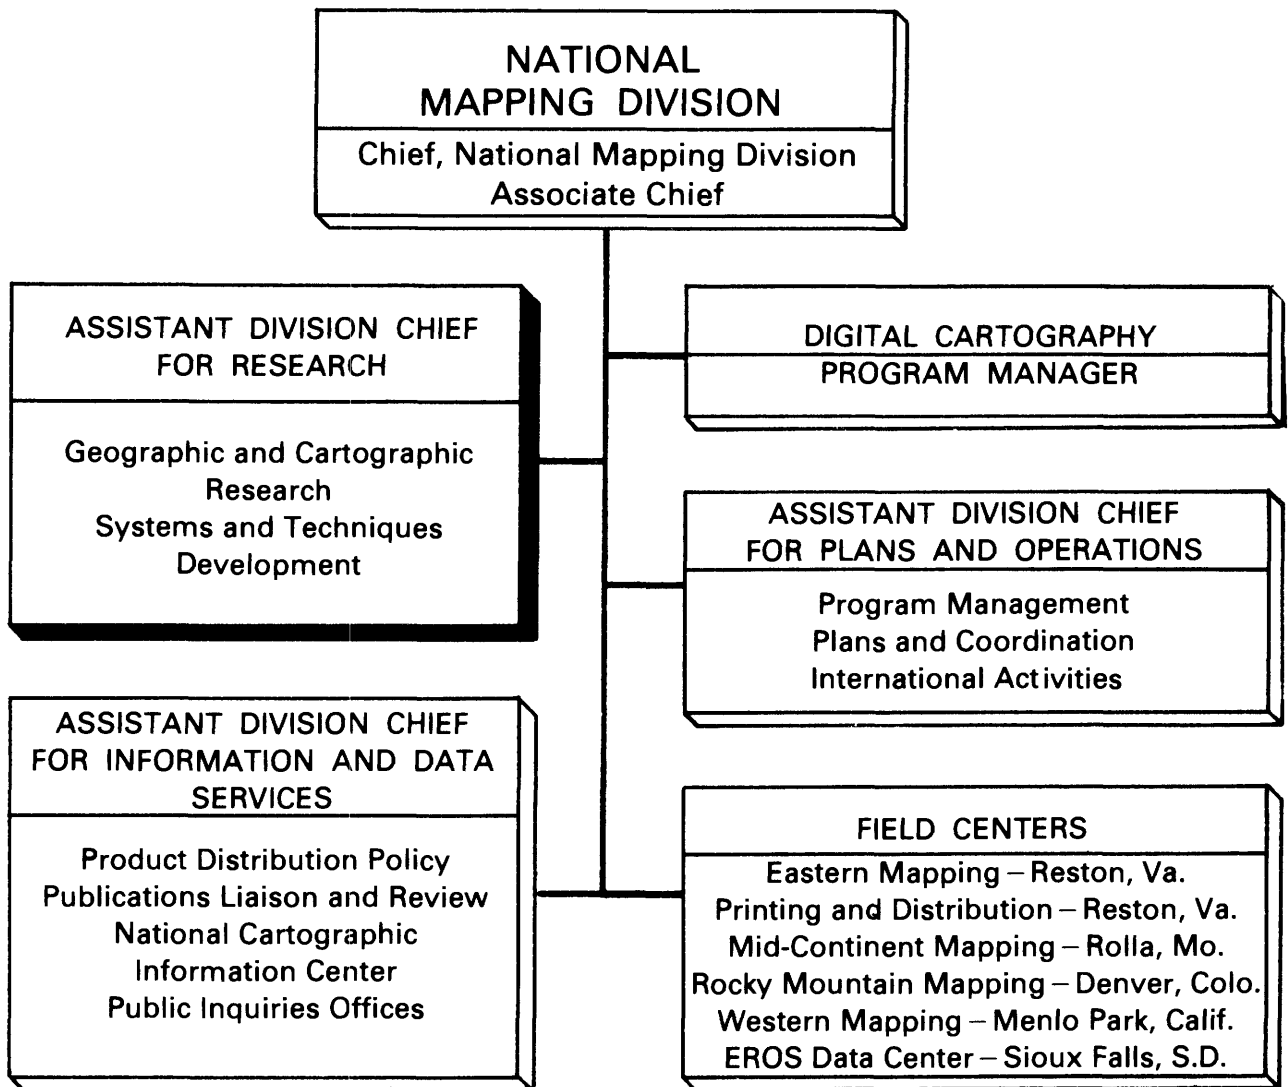 NATIONAL
MAPPING DIVISION
Chief, National Mapping Division
Associate Chief
ASSISTANT DIVISION CHIEF
FOR RESEARCH
Geographic and Cartographic
Research
Systems and Techniques
Development
DIGITAL CARTOGRAPHY
PROGRAM MANAGER
ASSISTANT DIVISION CHIEF
FOR PLANS AND OPERATIONS
Program Management
Plans and Coordination
International Activities
ASSISTANT DIVISION CHIEF
FOR INFORMATION AND DATA
SERVICES
Product Distribution Policy
Publications Liaison and Review
National Cartographic
Information Center
Public Inquiries Offices
FIELD CENTERS
Eastern Mapping – Reston, Va.
Printing and Distribution – Reston, Va.
Mid-Continent Mapping – Rolla, Mo.
Rocky Mountain Mapping – Denver, Colo.
Western Mapping – Menlo Park, Calif.
EROS Data Center – Sioux Falls, S.D.